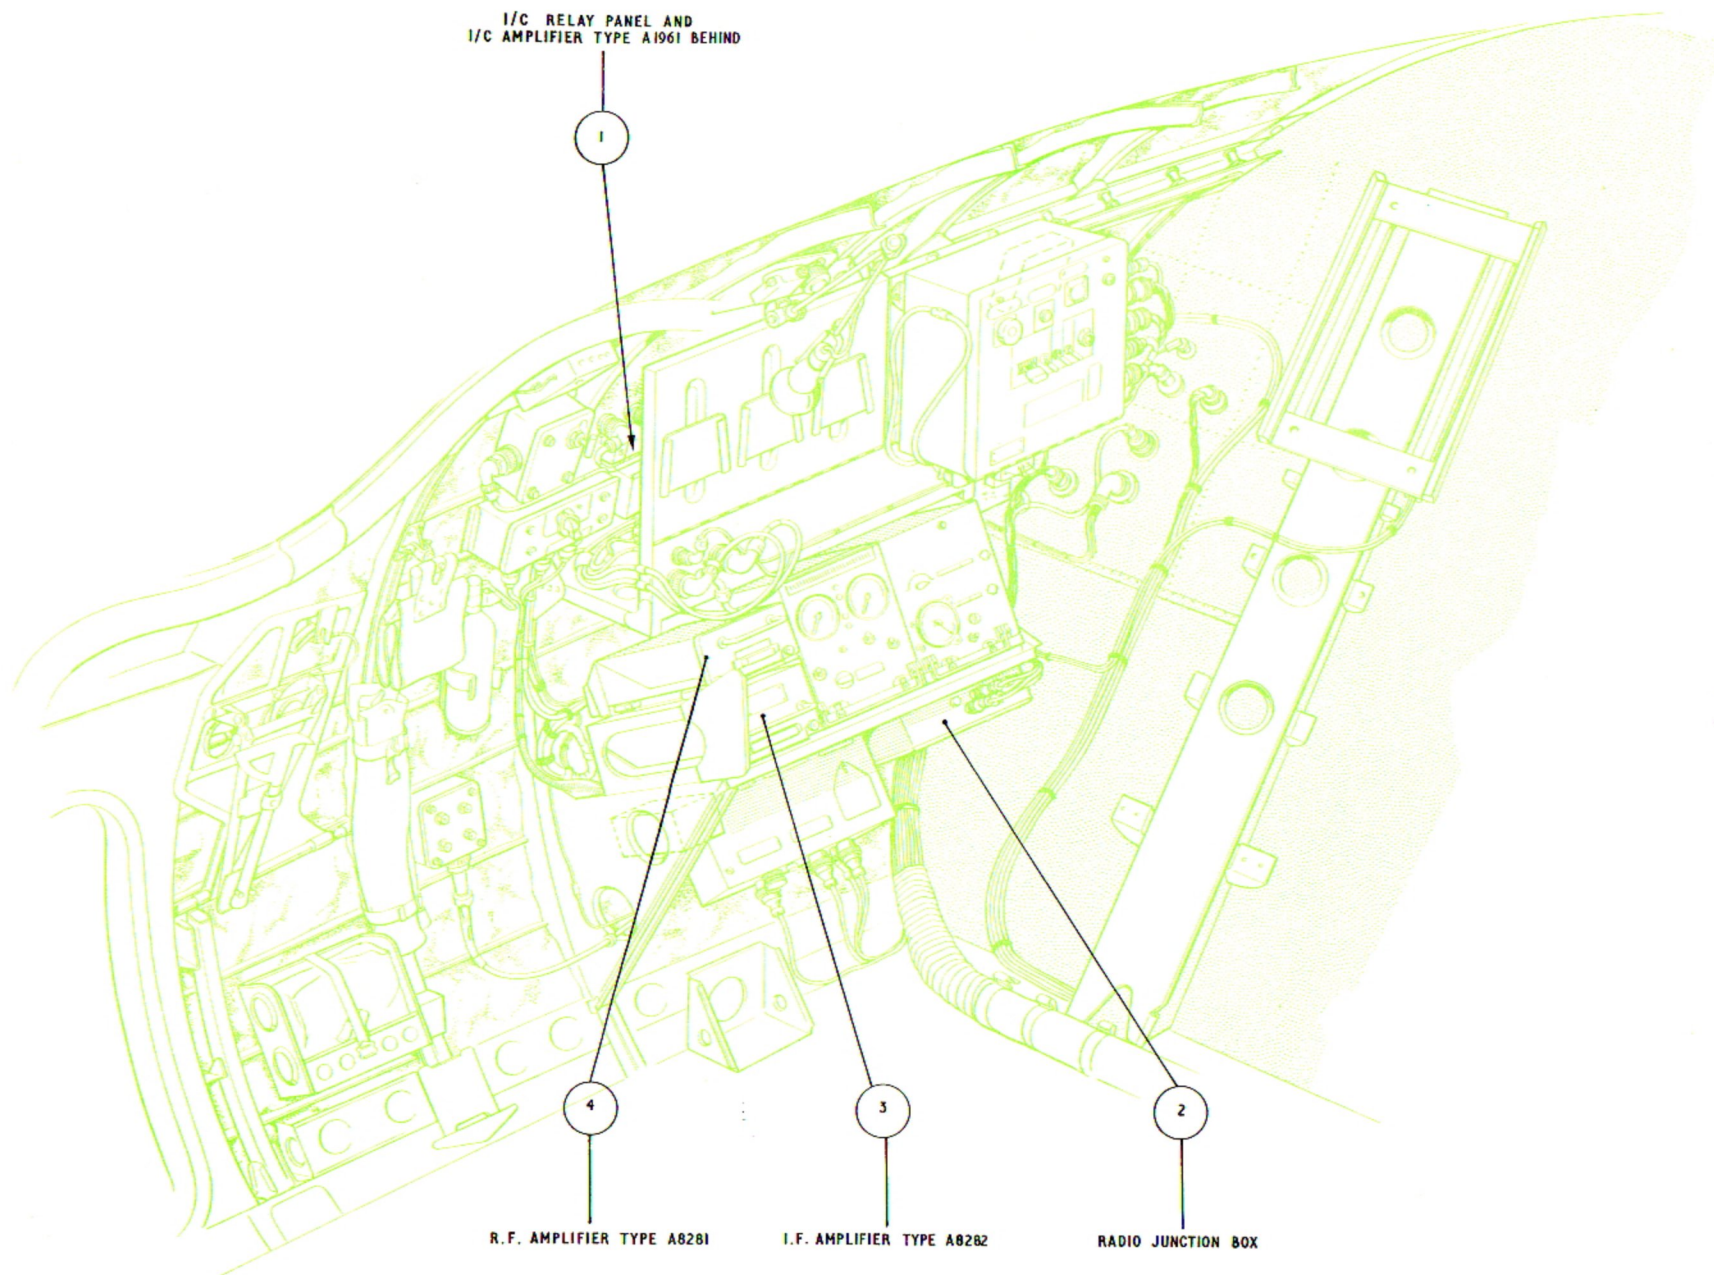 I/C RELAY PANEL AND
I/C AMPLIFIER TYPE A1961 BEHIND
1
4
3
2
R.F. AMPLIFIER TYPE A8281
I.F. AMPLIFIER TYPE A8282
RADIO JUNCTION BOX